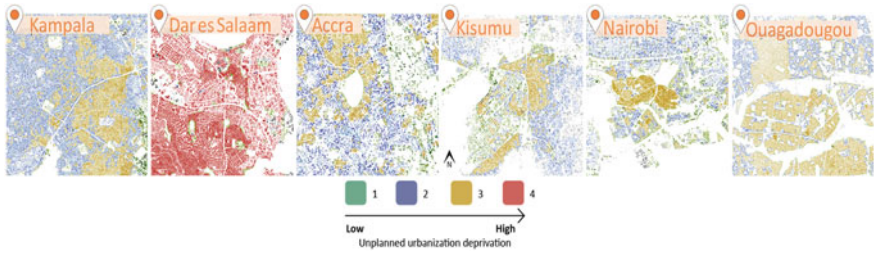 Kampala
Dar es Salaam
Accra
Kisumu
Nairobi
Ouagadougou
N
1 2 3 4
Low High
Unplanned urbanization deprivation